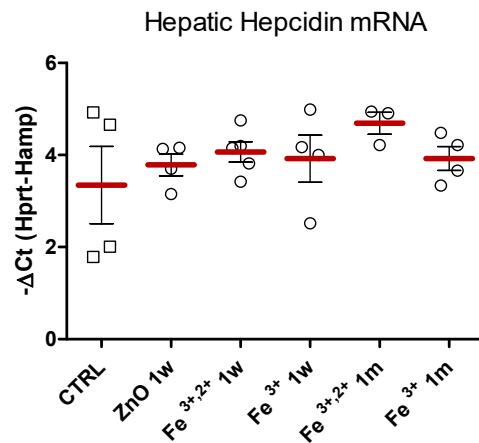 Hepatic Hepcidin mRNA
-ΔCt (Hprt-Hamp)
6
4
2
0
CTRL
ZnO 1w
Fe 3+,2+ 1w
Fe 3+ 1w
Fe 3+,2+ 1m
Fe 3+ 1m